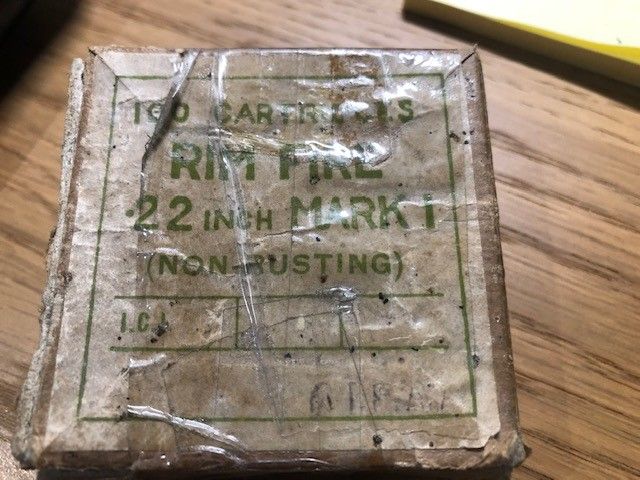 100 CARTRIDGES
RIM FIRE
.22 INCH MARK I
(NON-RUSTING)
I.C.I.